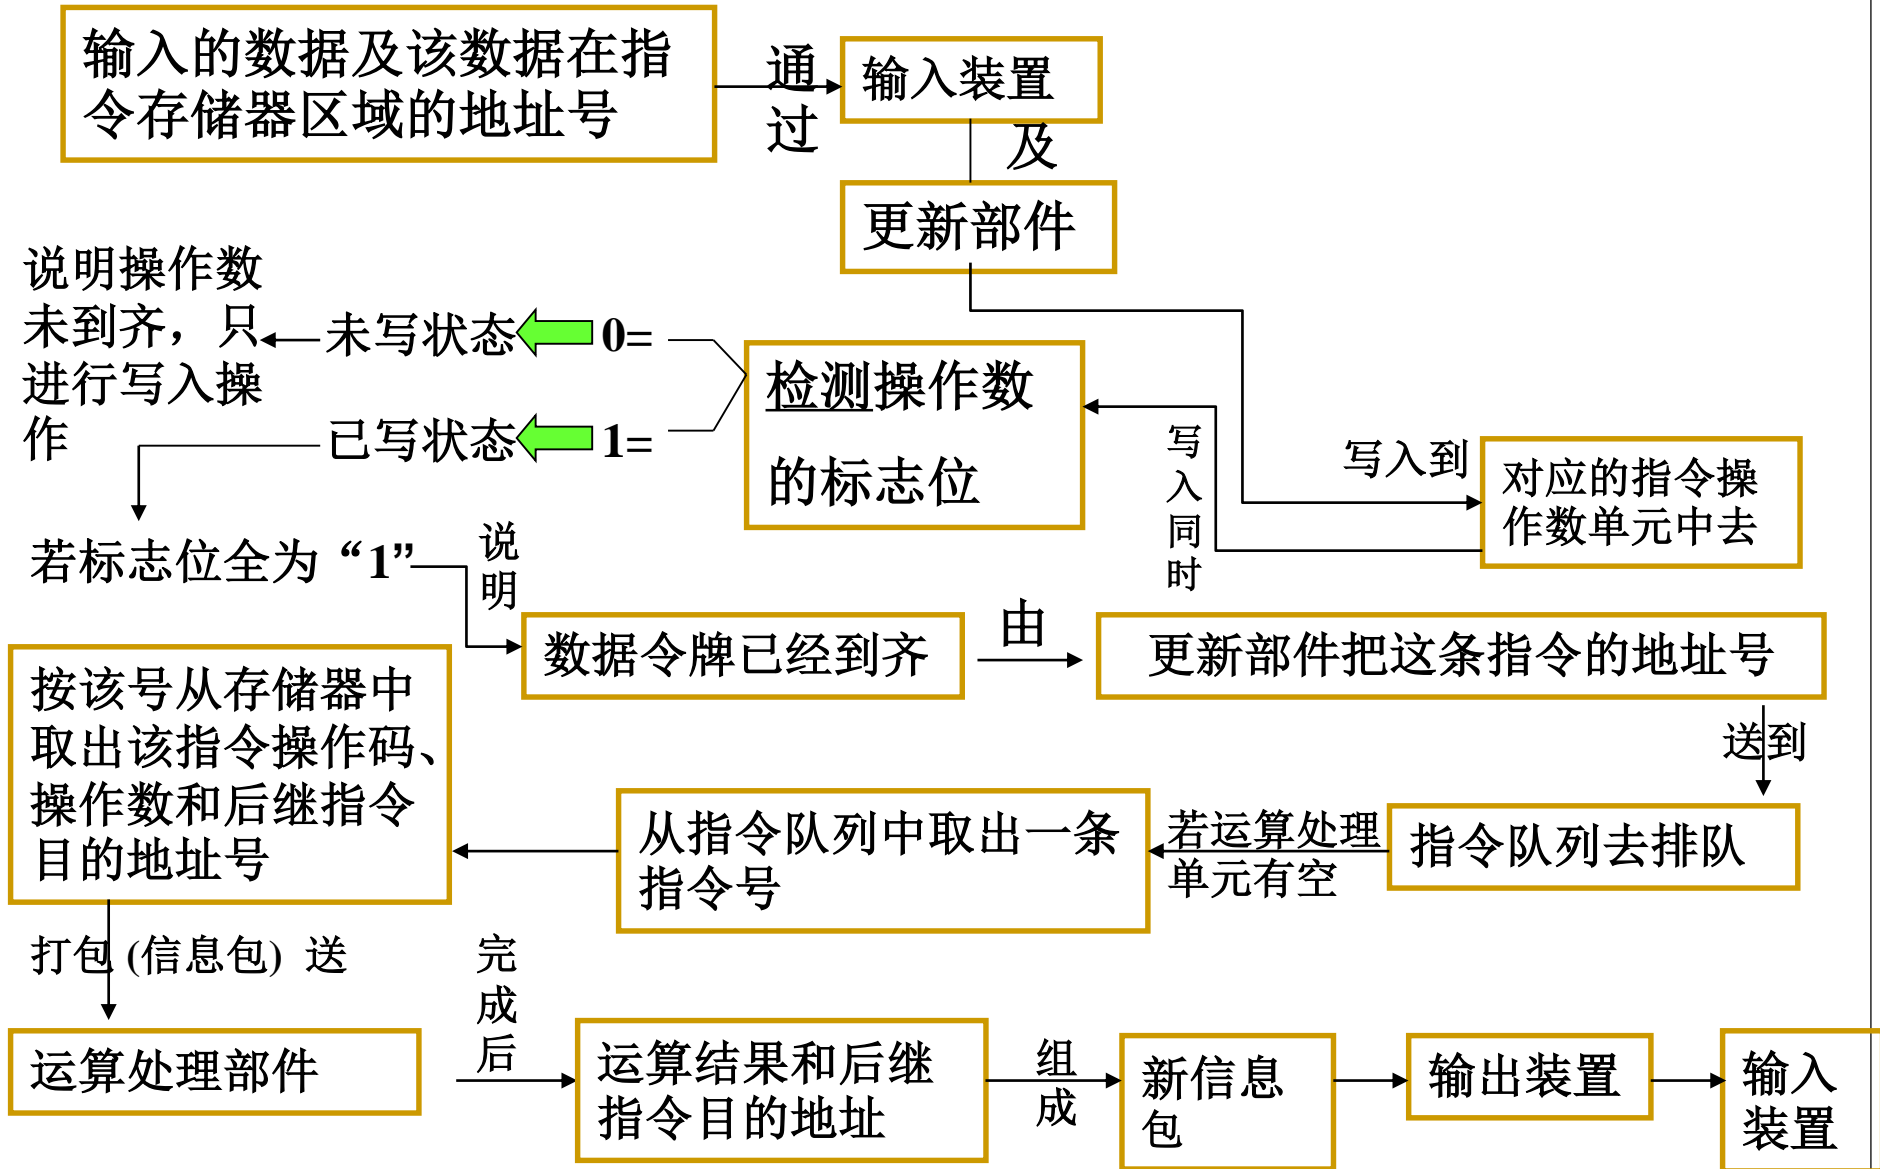 输入的数据及该数据在指
令存储器区域的地址号
通
过
输入装置
及
更新部件
说明操作数
未到齐，只
进行写入操
作
未写状态
0=
已写状态
1=
检测操作数
的标志位
写
入
同
时
写入到
对应的指令操
作数单元中去
若标志位全为“1”
说
明
数据令牌已经到齐
由
更新部件把这条指令的地址号
送到
指令队列去排队
若运算处理
单元有空
从指令队列中取出一条
指令号
按该号从存储器中
取出该指令操作码、
操作数和后继指令
目的地址号
打包 (信息包) 送
运算处理部件
完
成
后
运算结果和后继
指令目的地址
组
成
新信息
包
输出装置
输入
装置